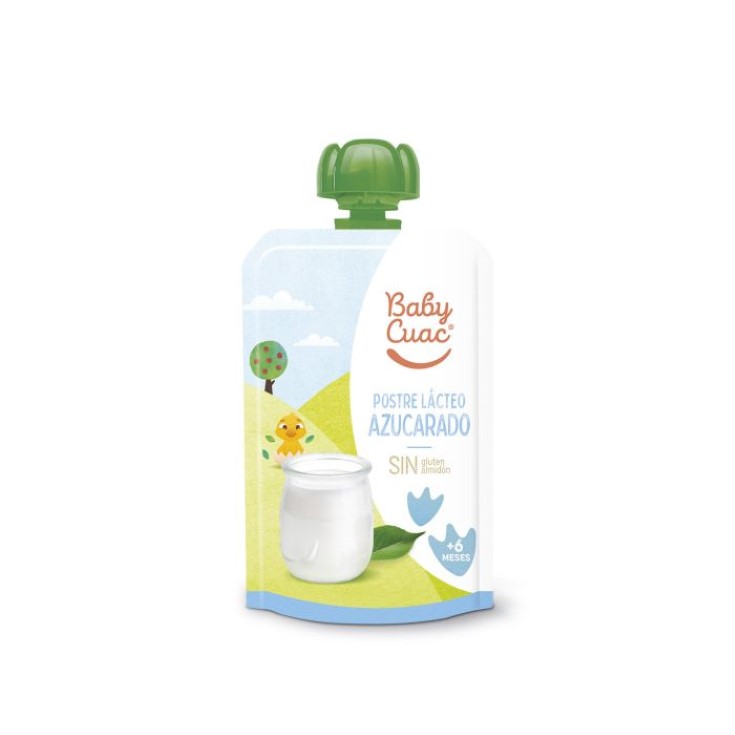 Baby
Cuac®
POSTRE LÁCTEO
AZUCARADO
SIN gluten
almidón
+6
MESES